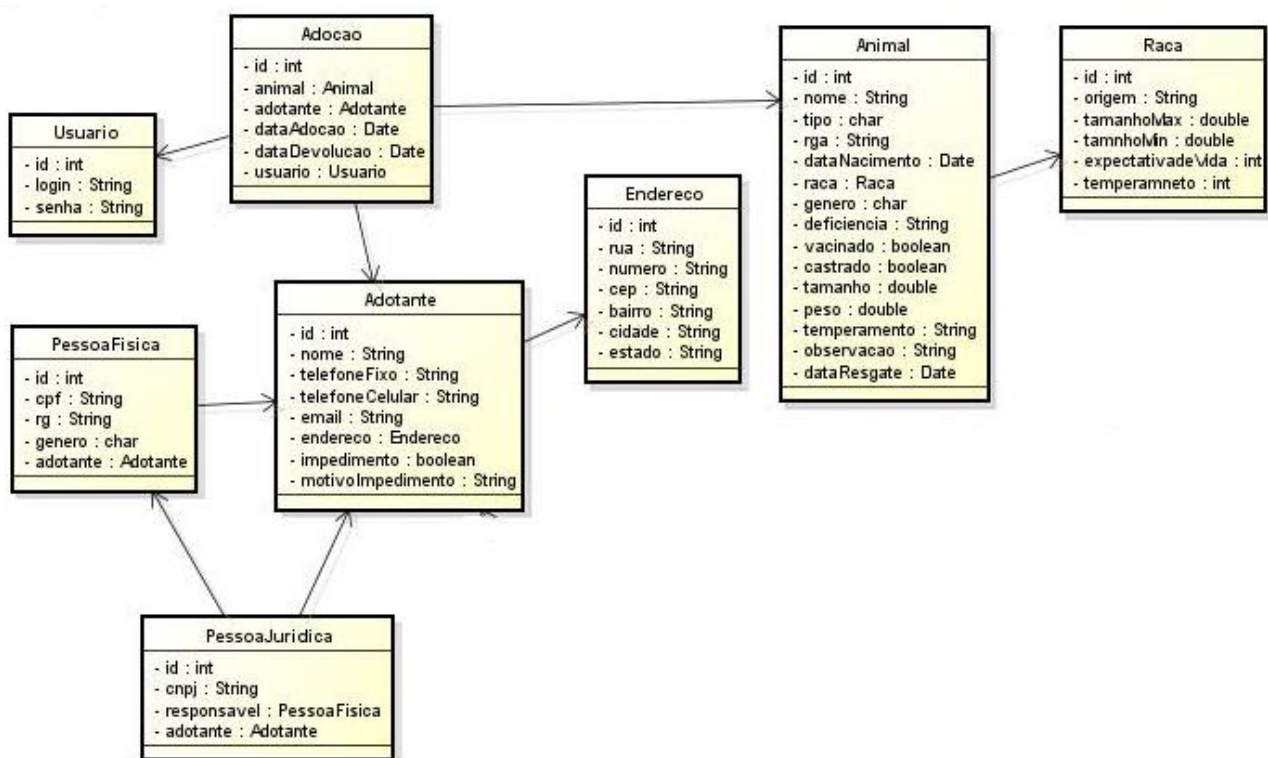 Adocao
- id : int
- animal : Animal
- adotante : Adotante
- dataAdocao : Date
- dataDevolucao : Date
- usuario : Usuario
Animal
- id : int
- nome : String
- tipo : char
- rga : String
- dataNacimento : Date
- raca : Raca
- genero : char
- deficiencia : String
- vacinado : boolean
- castrado : boolean
- tamanho : double
- peso : double
- temperamento : String
- observacao : String
- dataResgate : Date
Raca
- id : int
- origem : String
- tamanhoMax : double
- tamnhoMin : double
- expectativadeVida : int
- temperamneto : int
Usuario
- id : int
- login : String
- senha : String
Endereco
- id : int
- rua : String
- numero : String
- cep : String
- bairro : String
- cidade : String
- estado : String
Adotante
- id : int
- nome : String
- telefoneFixo : String
- telefoneCelular : String
- email : String
- endereco : Endereco
- impedimento : boolean
- motivoImpedimento : String
PessoaFisica
- id : int
- cpf : String
- rg : String
- genero : char
- adotante : Adotante
PessoaJuridica
- id : int
- cnpj : String
- responsavel : PessoaFisica
- adotante : Adotante